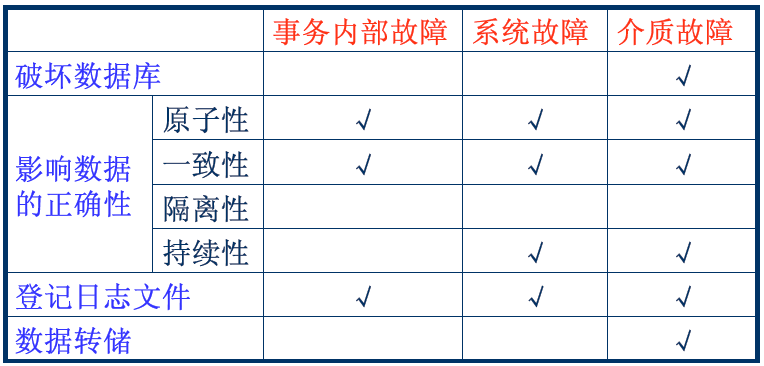 事务内部故障 系统故障 介质故障
破坏数据库 √
影响数据的正确性 原子性 √ √ √
一致性 √ √ √
隔离性
持续性 √ √
登记日志文件 √ √ √
数据转储 √